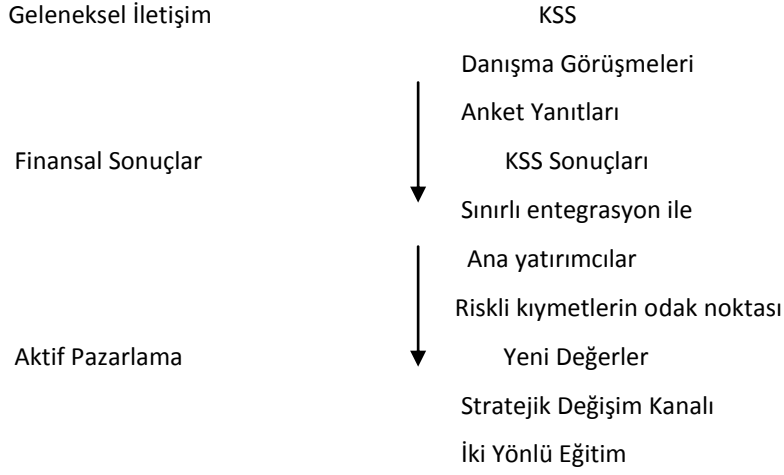 Geleneksel İletişim KSS
Danışma Görüşmeleri
Anket Yanıtları
Finansal Sonuçlar KSS Sonuçları
Sınırlı entegrasyon ile
Ana yatırımcılar
Riskli kıymetlerin odak noktası
Aktif Pazarlama Yeni Değerler
Stratejik Değişim Kanalı
İki Yönlü Eğitim